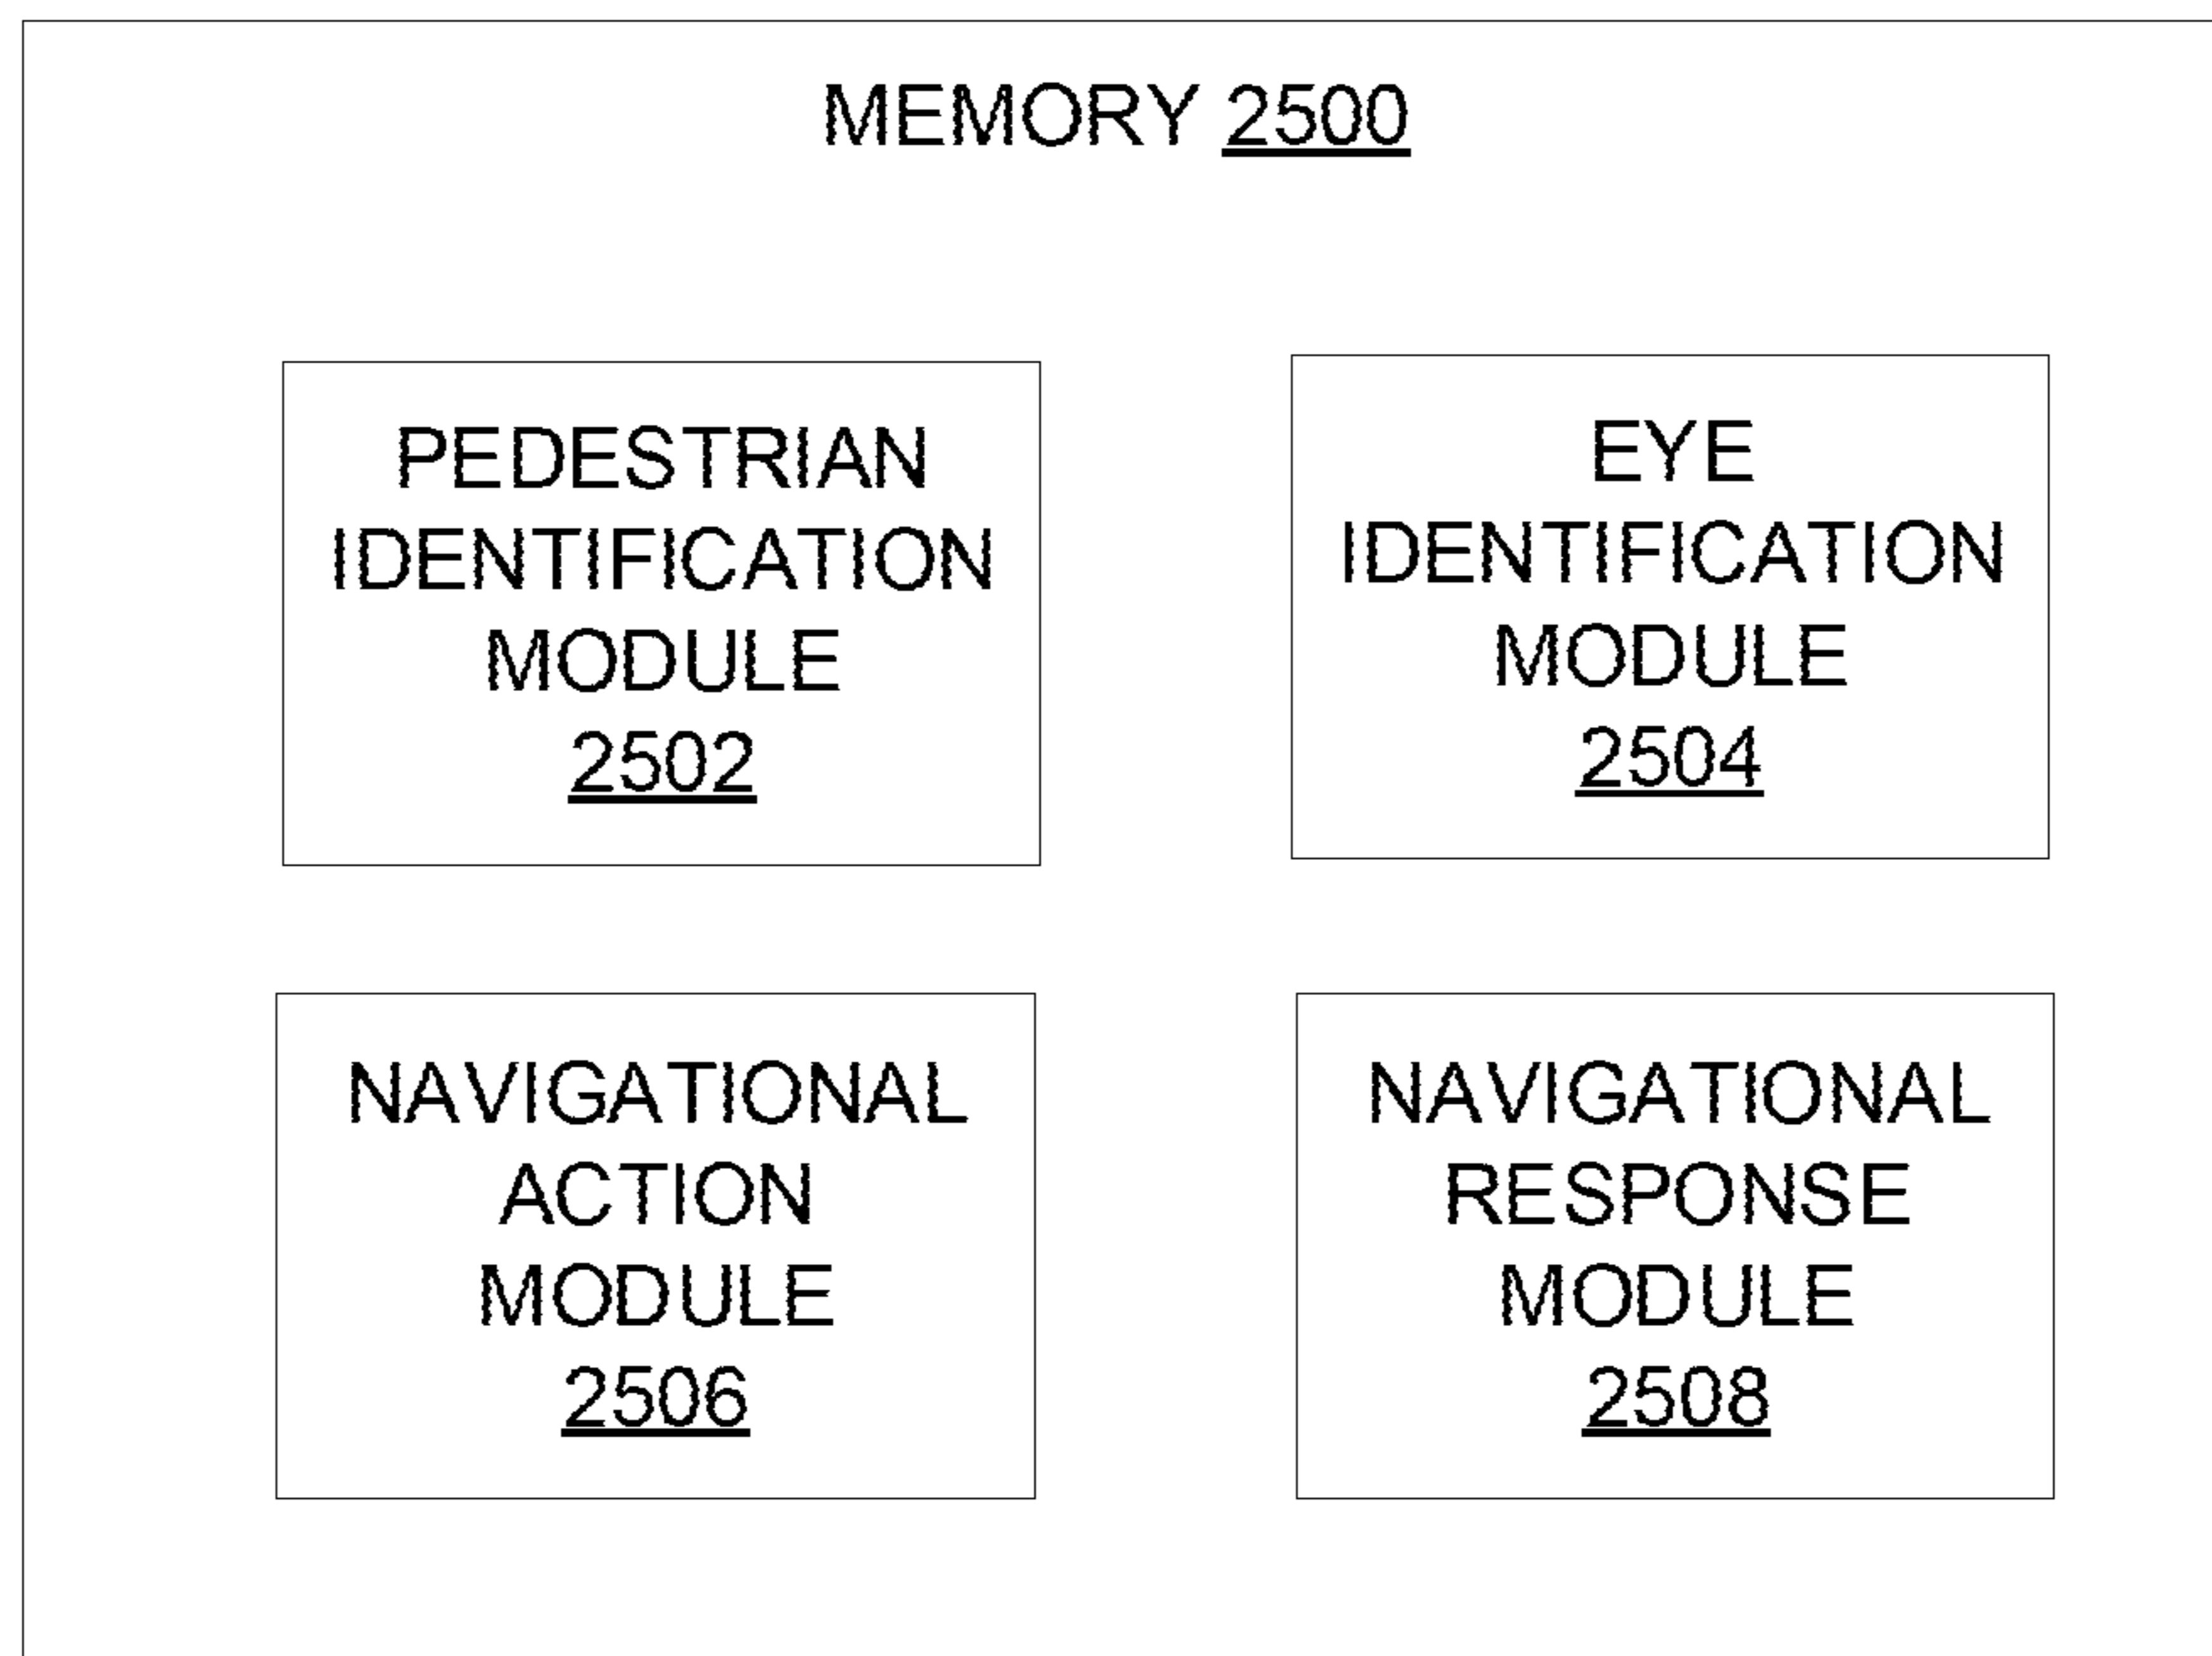 MEMORY 2500
PEDESTRIAN
IDENTIFICATION
MODULE
2502
EYE
IDENTIFICATION
MODULE
2504
NAVIGATIONAL
ACTION
MODULE
2506
NAVIGATIONAL
RESPONSE
MODULE
2508